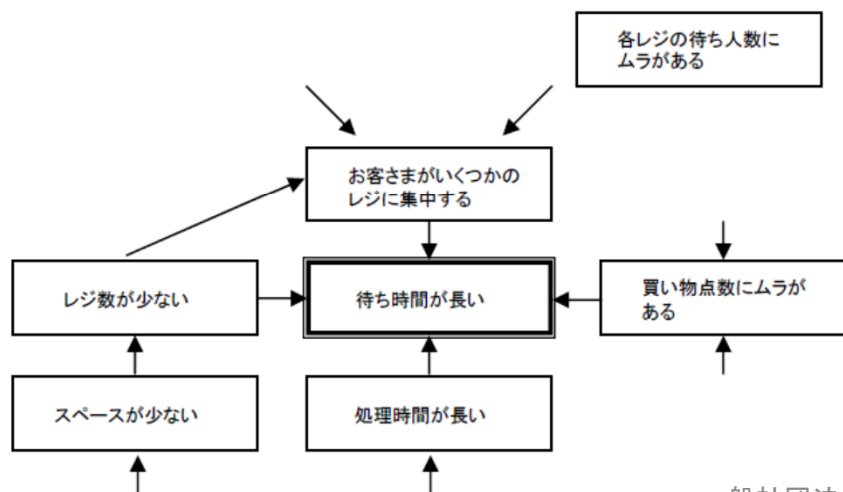 各レジの待ち人数に
ムラがある
お客さまがいくつかの
レジに集中する
レジ数が少ない
待ち時間が長い
買い物点数にムラが
ある
スペースが少ない
処理時間が長い